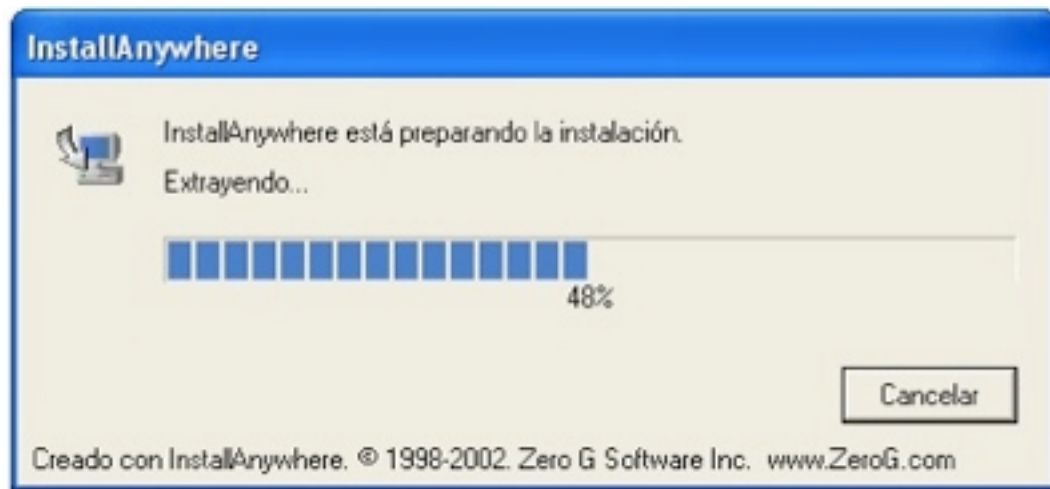 InstallAnywhere
InstallAnywhere está preparando la instalación.
Extrayendo...
48%
Cancelar
Creado con InstallAnywhere. © 1998-2002. Zero G Software Inc. www.ZeroG.com